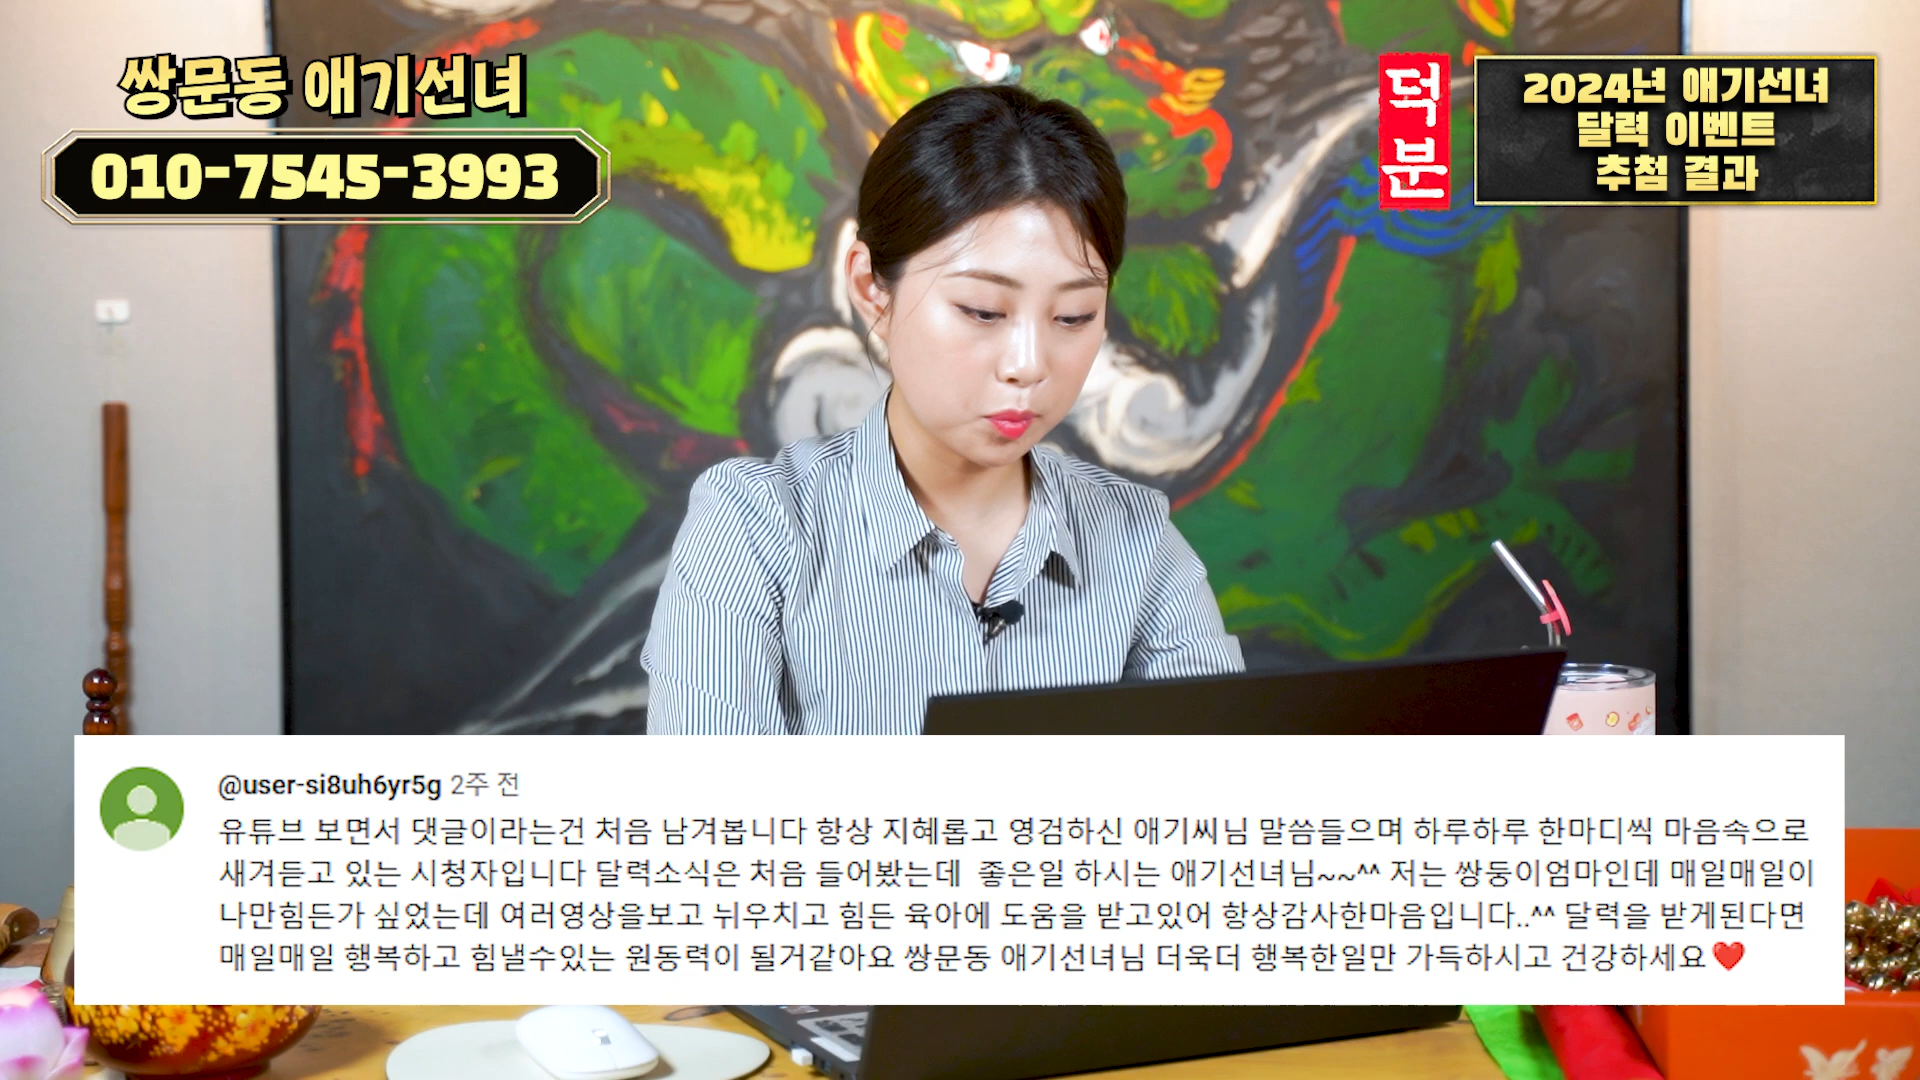 쌍문동 애기선녀
010-7545-3993
덕분
2024년 애기선녀
달력 이벤트
추첨 결과
@user-si8uh6yr5g 2주 전
유튜브 보면서 댓글이라는건 처음 남겨봅니다 항상 지혜롭고 영검하신 애기씨님 말씀들으며 하루하루 한마디씩 마음속으로
새겨듣고 있는 시청자입니다 달력소식은 처음 들어봤는데  좋은일 하시는 애기선녀님~~^^ 저는 쌍둥이엄마인데 매일매일이
나만힘든가 싶었는데 여러영상을보고 뉘우치고 힘든 육아에 도움을 받고있어 항상감사한마음입니다..^^ 달력을 받게된다면
매일매일 행복하고 힘낼수있는 원동력이 될거같아요 쌍문동 애기선녀님 더욱더 행복한일만 가득하시고 건강하세요❤️